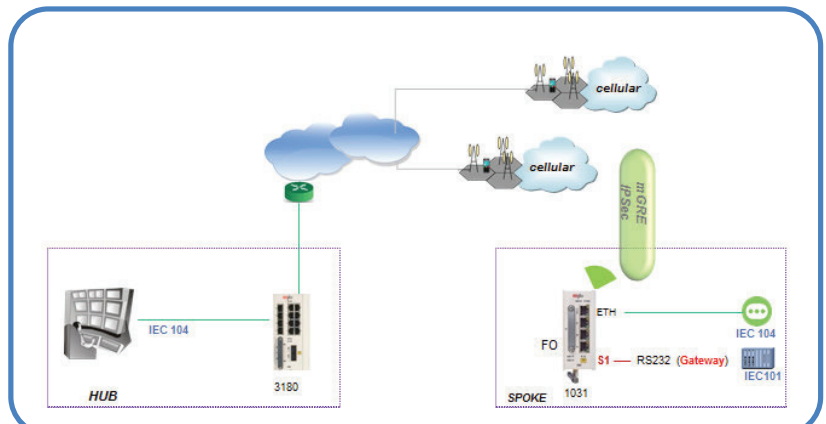 cellular
cellular
mGRE
IPSec
IEC 104
3180
HUB
ETH
IEC 104
FO
S1
RS232 (Gateway)
IEC101
1031
SPOKE